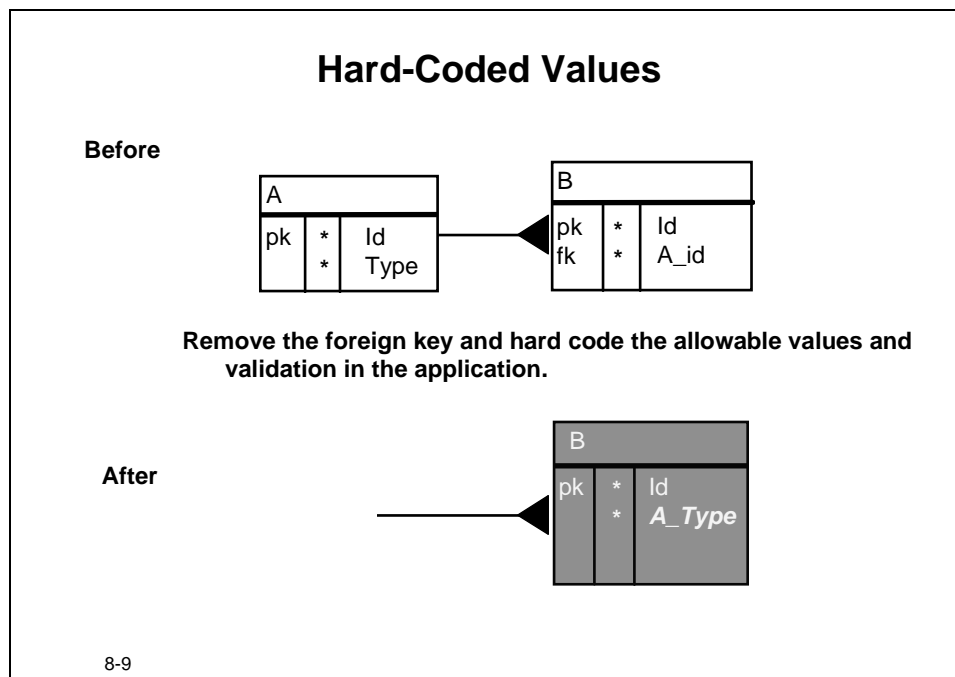 Hard-Coded Values
Before
A
pk * Id
* Type
B
pk * Id
fk * A_id
Remove the foreign key and hard code the allowable values and
validation in the application.
After
B
pk * Id
* A_Type
8-9